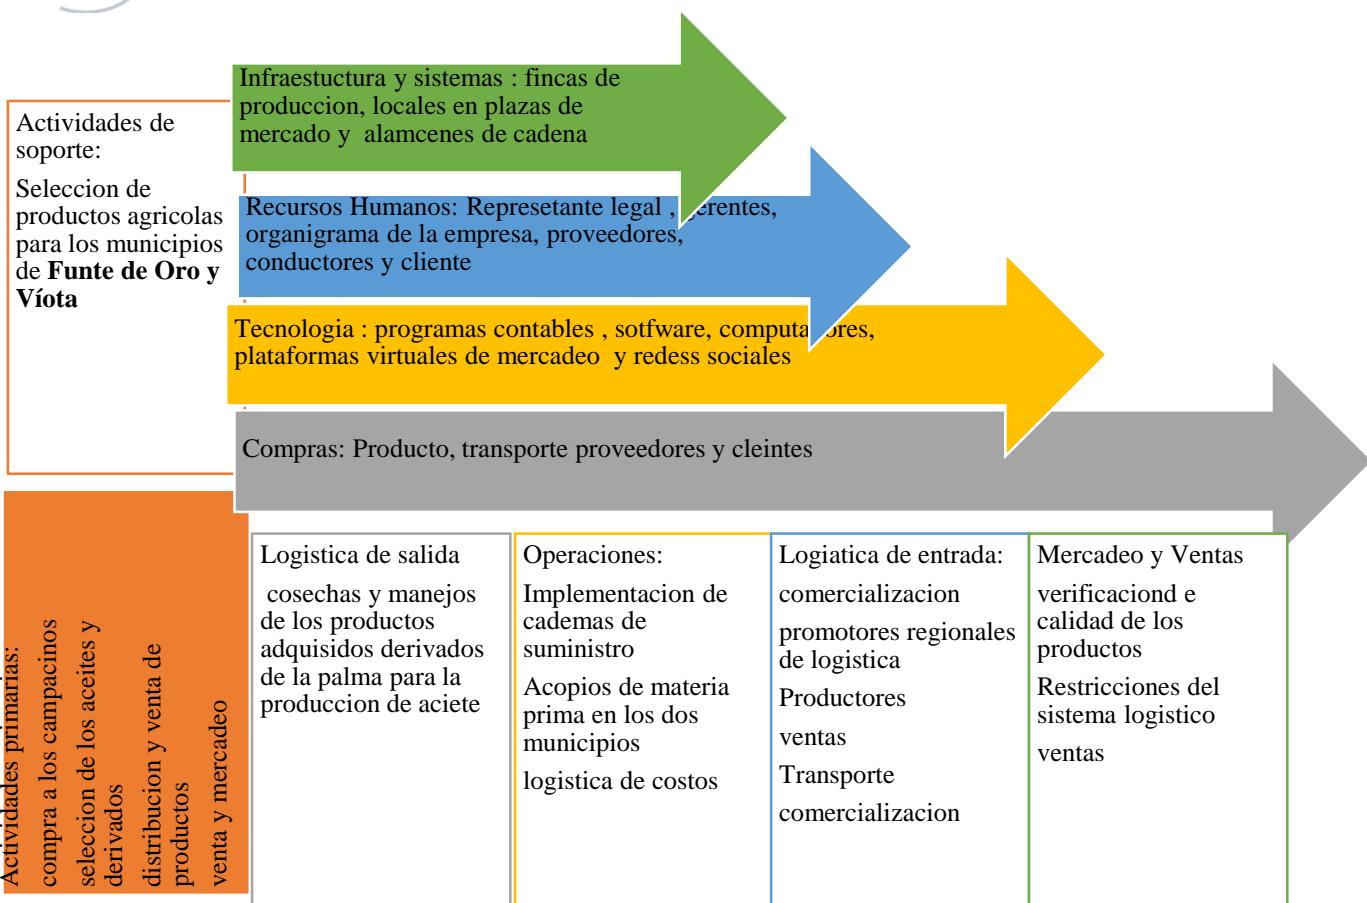 Infraestuctura y sistemas : fincas de
produccion, locales en plazas de
mercado y alamcenes de cadena
Actividades de
soporte:
Seleccion de
productos agricolas
para los municipios
de Funte de Oro y
Víota
Recursos Humanos: Represetante legal , gerentes,
organigrama de la empresa, proveedores,
conductores y cliente
Tecnologia : programas contables , sotfware, computadores,
plataformas virtuales de mercadeo y redess sociales
Compras: Producto, transporte proveedores y cleintes
Actividades primarias:
compra a los campacinos
seleccion de los aceites y
derivados
distribucion y venta de
productos
venta y mercadeo
Logistica de salida
cosechas y manejos
de los productos
adquisidos derivados
de la palma para la
produccion de aciete
Operaciones:
Implementacion de
cademas de
suministro
Acopios de materia
prima en los dos
municipios
logistica de costos
Logiatica de entrada:
comercializacion
promotores regionales
de logistica
Productores
ventas
Transporte
comercializacion
Mercadeo y Ventas
verificaciond e
calidad de los
productos
Restricciones del
sistema logistico
ventas